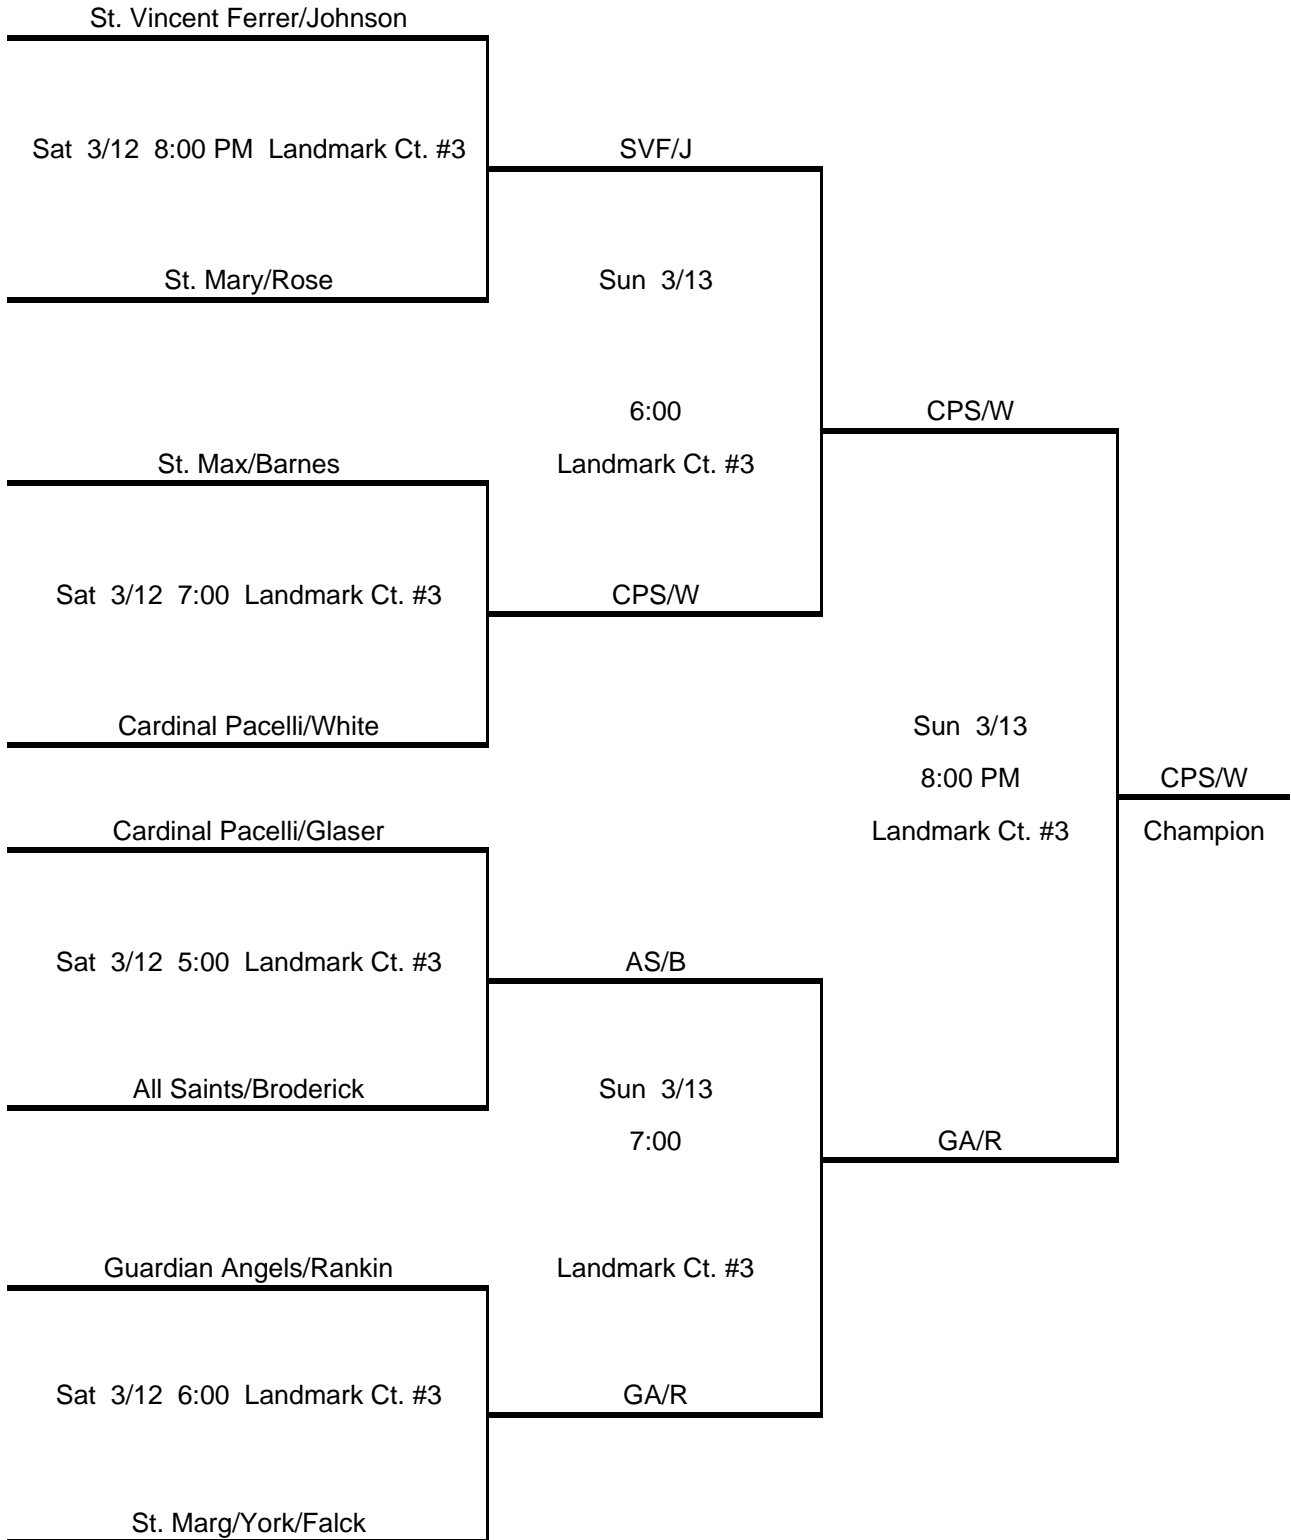 St. Vincent Ferrer/Johnson
Sat 3/12 8:00 PM Landmark Ct. #3
SVF/J
St. Mary/Rose
Sun 3/13
6:00
CPS/W
St. Max/Barnes
Landmark Ct. #3
Sat 3/12 7:00 Landmark Ct. #3
CPS/W
Cardinal Pacelli/White
Sun 3/13
8:00 PM
CPS/W
Cardinal Pacelli/Glaser
Landmark Ct. #3
Champion
Sat 3/12 5:00 Landmark Ct. #3
AS/B
All Saints/Broderick
Sun 3/13
7:00
GA/R
Guardian Angels/Rankin
Landmark Ct. #3
Sat 3/12 6:00 Landmark Ct. #3
GA/R
St. Marg/York/Falck